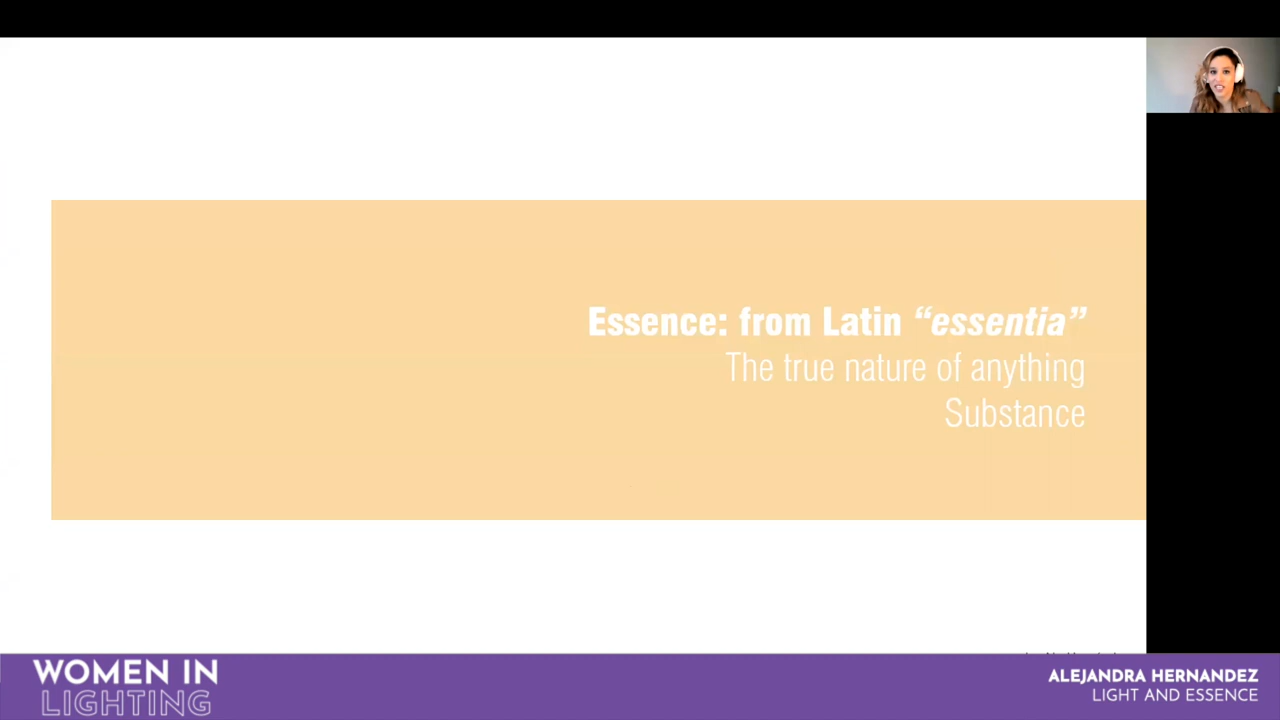 Essence: from Latin “essentia”
The true nature of anything
Substance
WOMEN IN
LIGHTING
ALEJANDRA HERNANDEZ
LIGHT AND ESSENCE